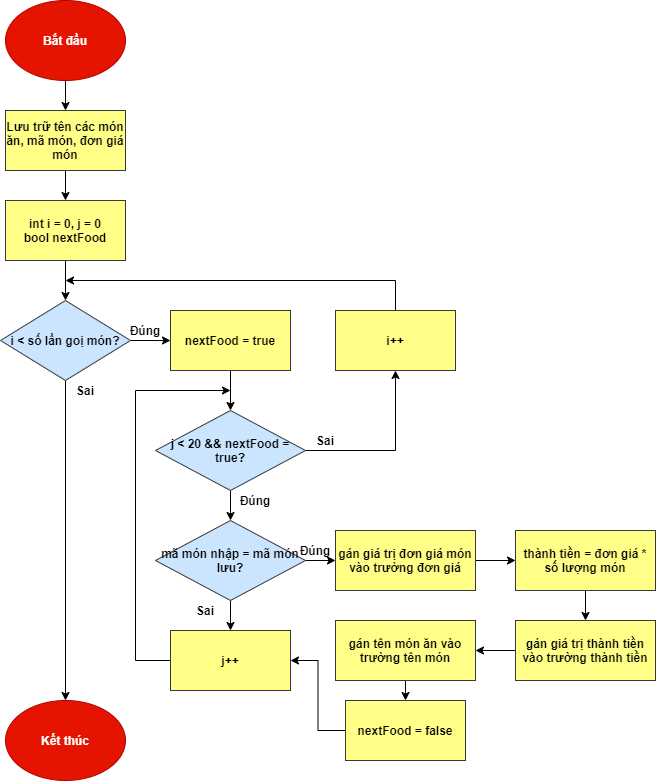 Bắt đầu
Lưu trữ tên các món
ăn, mã món, đơn giá
món
int i = 0, j = 0
bool nextFood
i < số lần goị món?
Đúng
nextFood = true
i++
Sai
j < 20 && nextFood =
true?
Sai
Đúng
mã món nhập = mã món
lưu?
Đúng
gán giá trị đơn giá món
vào trường đơn giá
thành tiền = đơn giá *
số lượng món
Sai
j++
gán tên món ăn vào
trường tên món
gán giá trị thành tiền
vào trường thành tiền
nextFood = false
Kết thúc